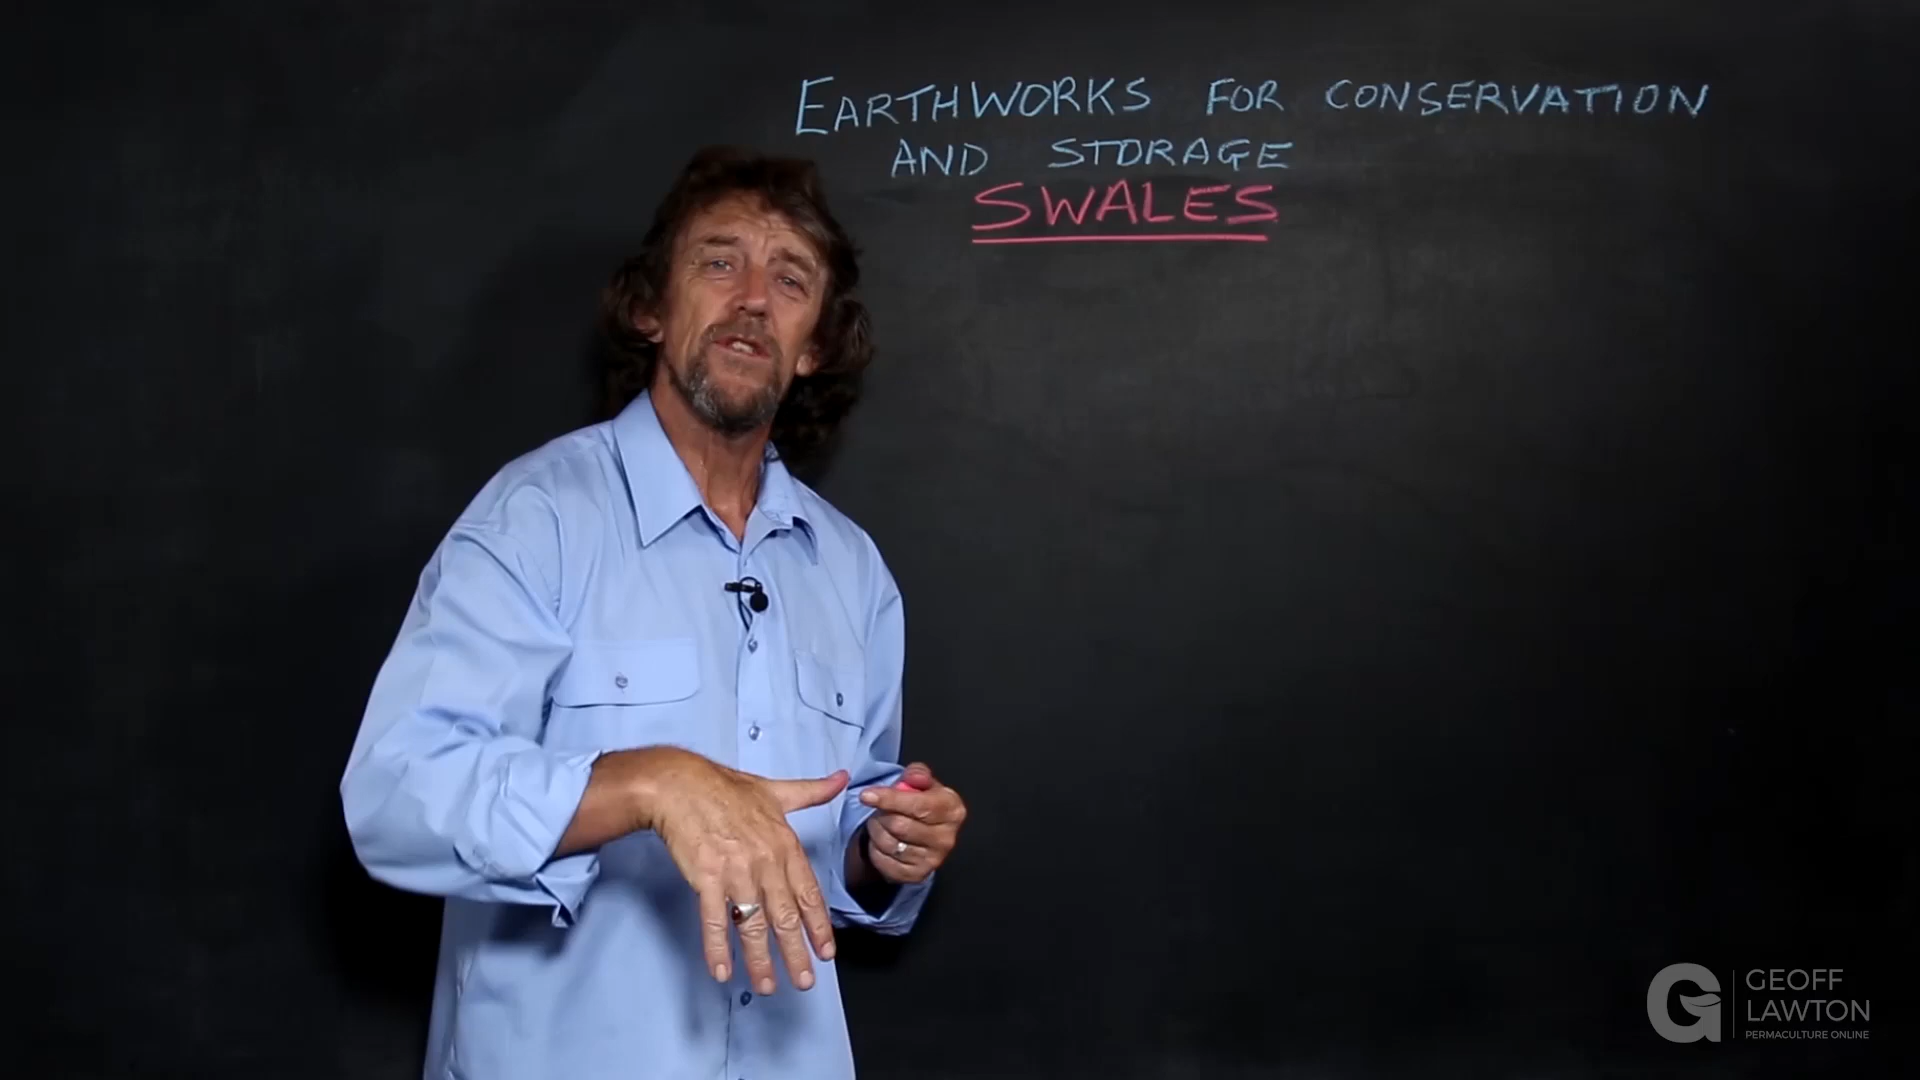 EARTHWORKS FOR CONSERVATION
AND STORAGE
SWALES
GEOFF
LAWTON
PERMACULTURE ONLINE